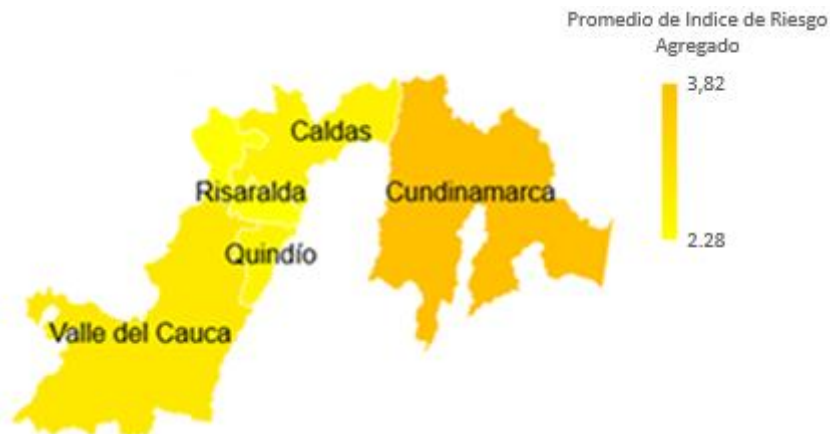 Promedio de Indice de Riesgo
Agregado
3,82
2.28
Caldas
Risaralda
Cundinamarca
Quindío
Valle del Cauca